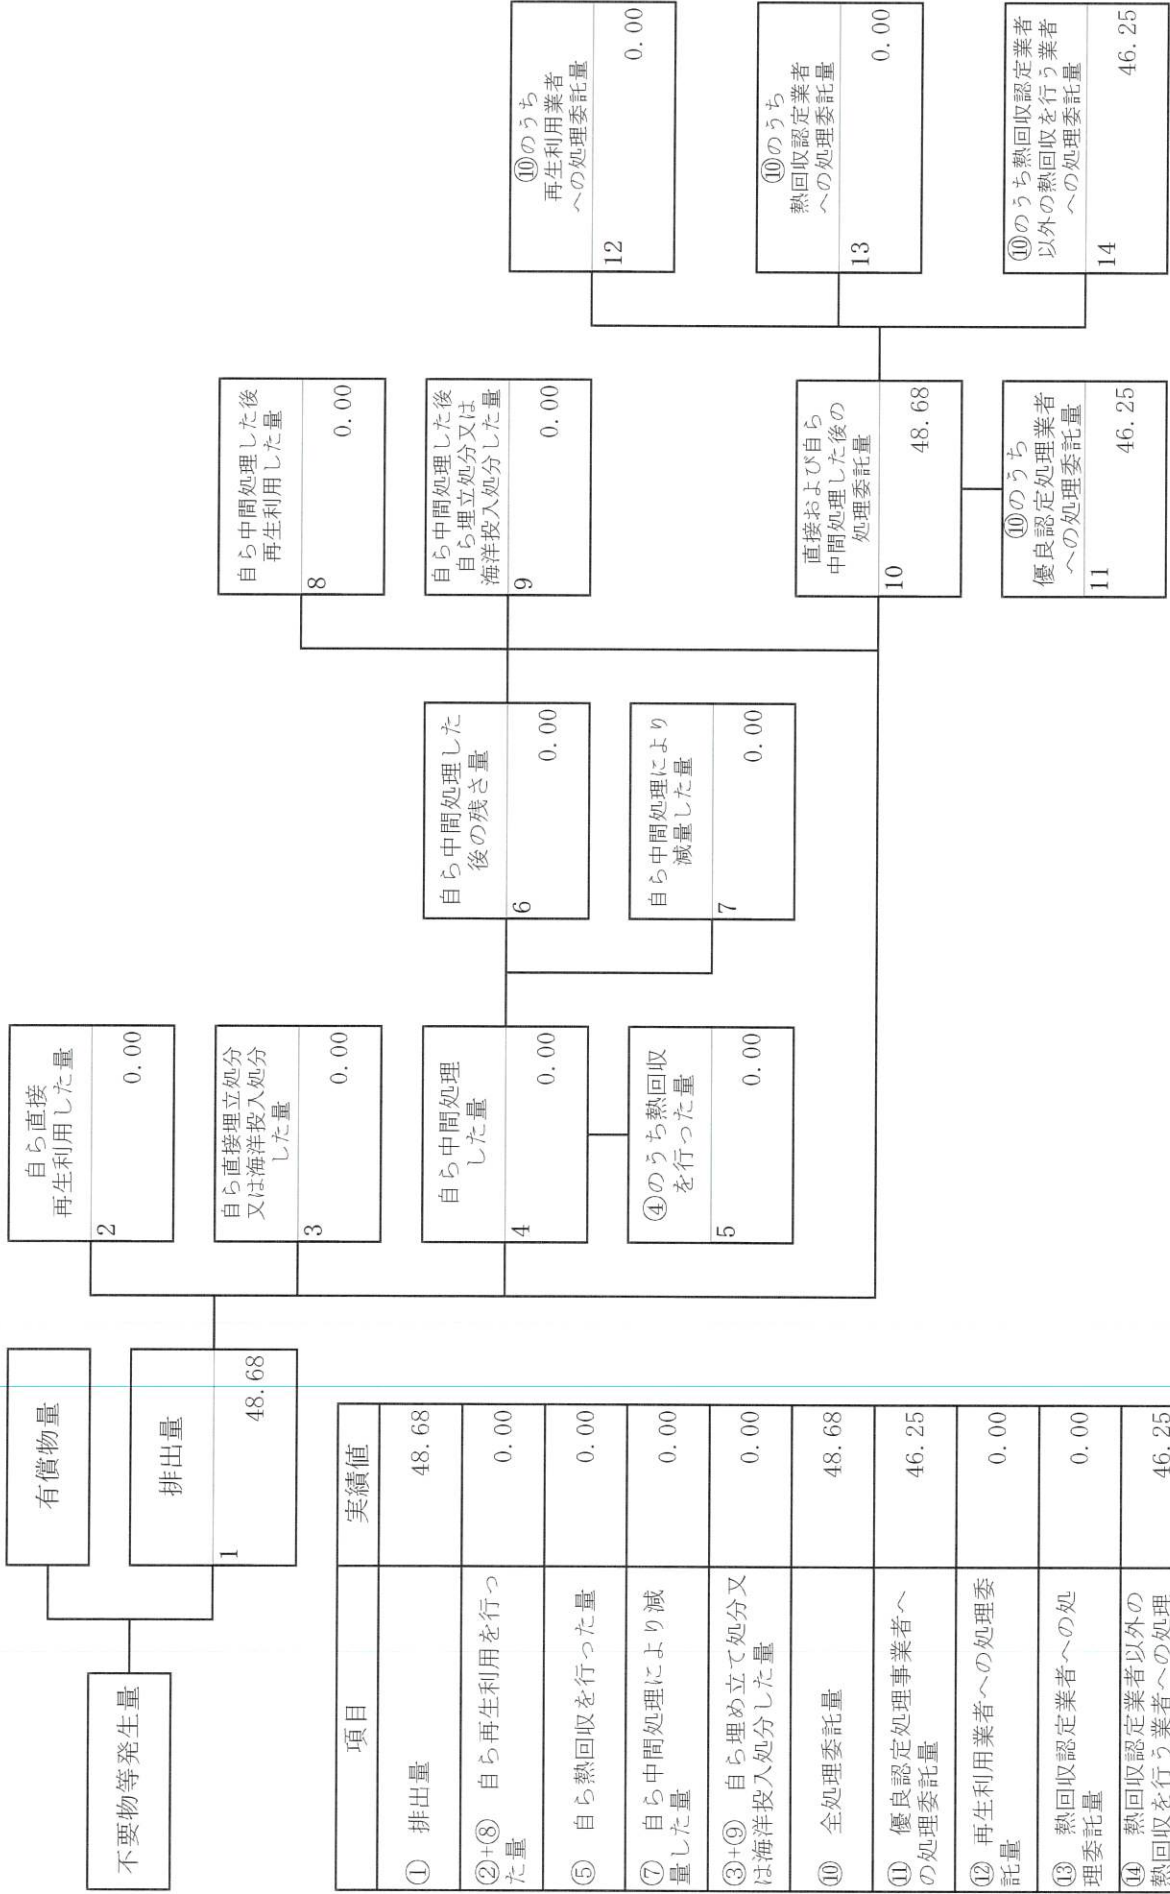 不要物等発生量
有償物量
排出量
1
48.68
自ら直接
再生利用した量
2
0.00
自ら直接埋立処分
又は海洋投入処分
した量
3
0.00
自ら中間処理
した量
4
0.00
④のうち熱回収
を行った量
5
0.00
自ら中間処理した
後の残さ量
6
0.00
自ら中間処理により
減量した量
7
0.00
自ら中間処理した後
再生利用した量
8
0.00
自ら中間処理した後
自ら埋立処分又は
海洋投入処分した量
9
0.00
直接および自ら
中間処理した後の
処理委託量
10
48.68
⑩のうち
優良認定処理業者
への処理委託量
11
46.25
⑩のうち
再生利用業者
への処理委託量
12
0.00
⑩のうち
熱回収認定業者
への処理委託量
13
0.00
⑩のうち熱回収認定業者
以外の熱回収を行う業者
への処理委託量
14
46.25
項目 実績値
① 排出量 48.68
②+⑧ 自ら再生利用を行っ
た量 0.00
⑤ 自ら熱回収を行った量 0.00
⑦ 自ら中間処理により減
量した量 0.00
③+⑨ 自ら埋め立て処分又
は海洋投入処分した量 0.00
⑩ 全処理委託量 48.68
⑪ 優良認定処理事業者へ
の処理委託量 46.25
⑫ 再生利用業者への処理委
託量 0.00
⑬ 熱回収認定業者への処
理委託量 0.00
⑭ 熱回収認定業者以外の
熱回収を行う業者への処理 46.25